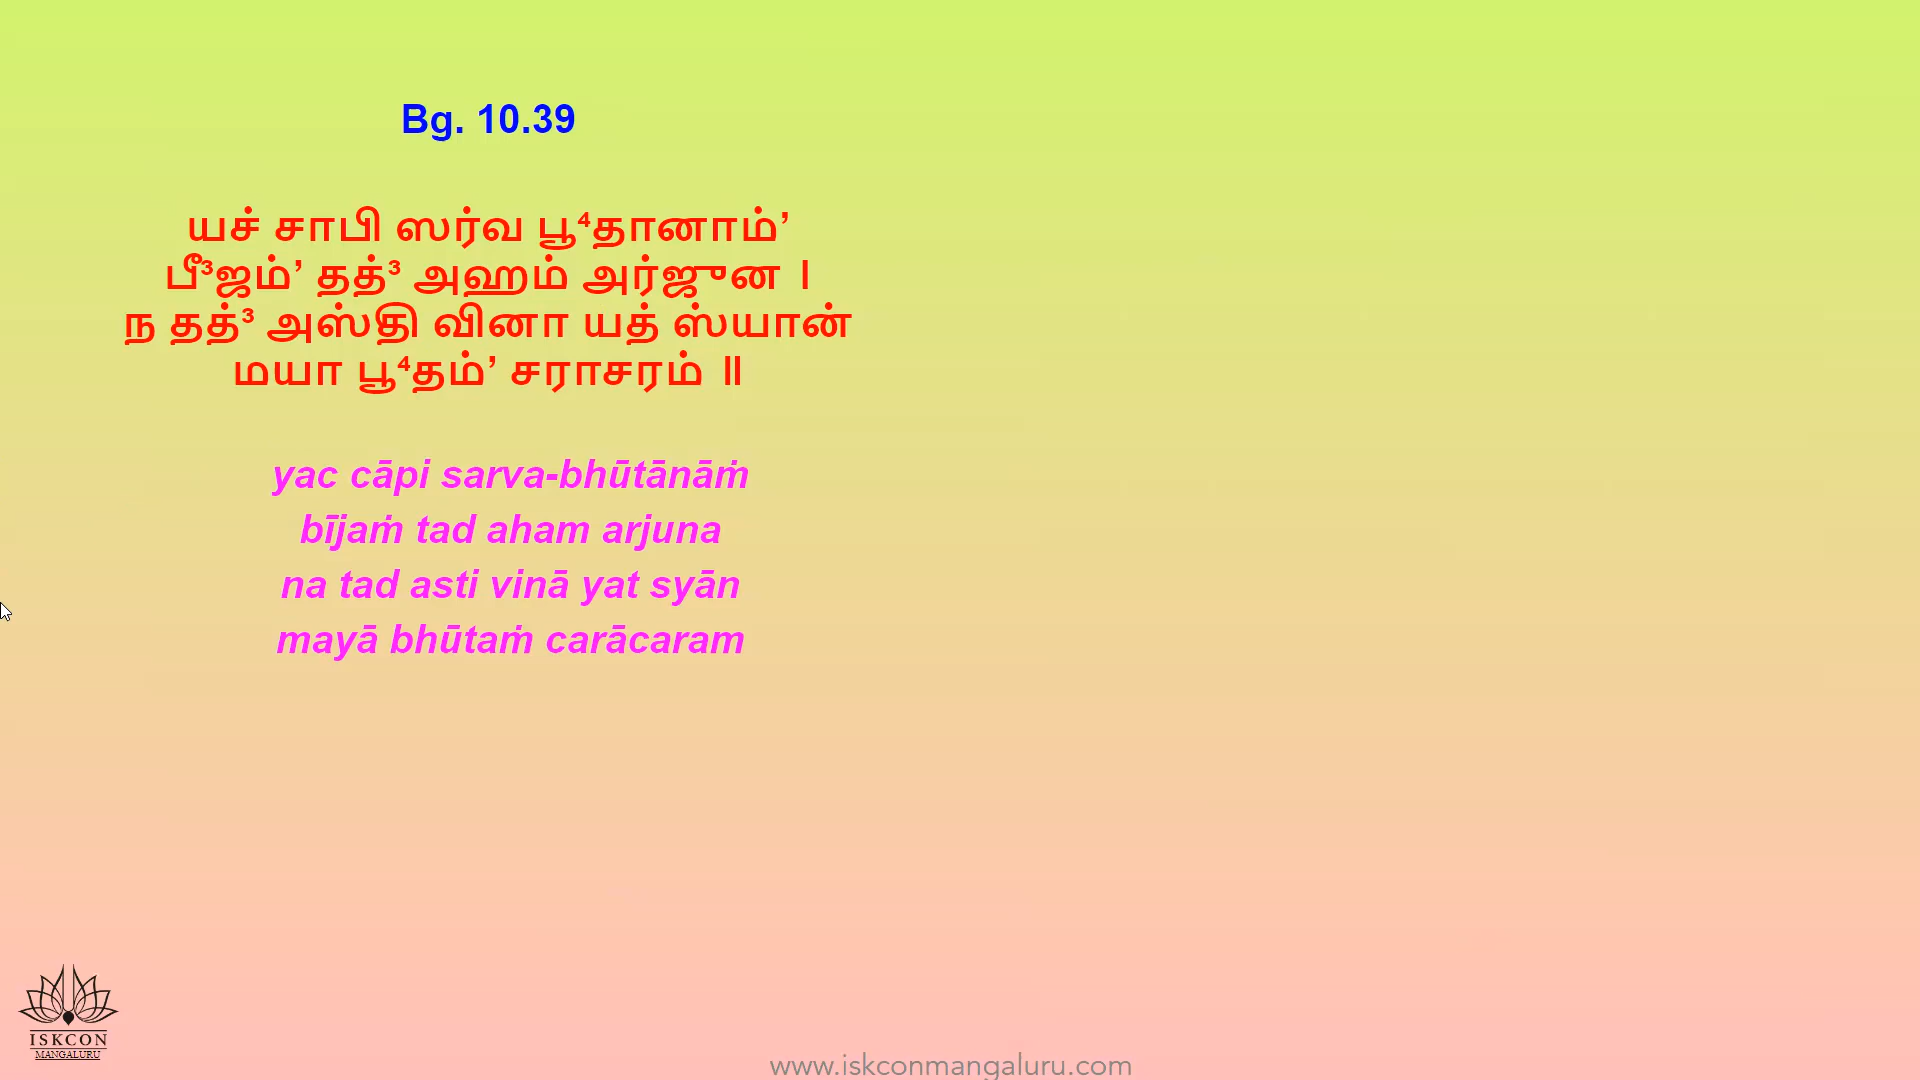 Bg. 10.39
யச் சாபி ஸர்வ பூ⁴தானாம்’
பீ³ஜம்’ தத்³ அஹம் அர்ஜுன ।
ந தத்³ அஸ்தி வினா யத் ஸ்யான்
மயா பூ⁴தம்’ சராசரம் ॥
yac cāpi sarva-bhūtānāṁ
bījaṁ tad aham arjuna
na tad asti vinā yat syān
mayā bhūtaṁ carācaram
ISKCON
MANGALURU
www.iskconmangaluru.com